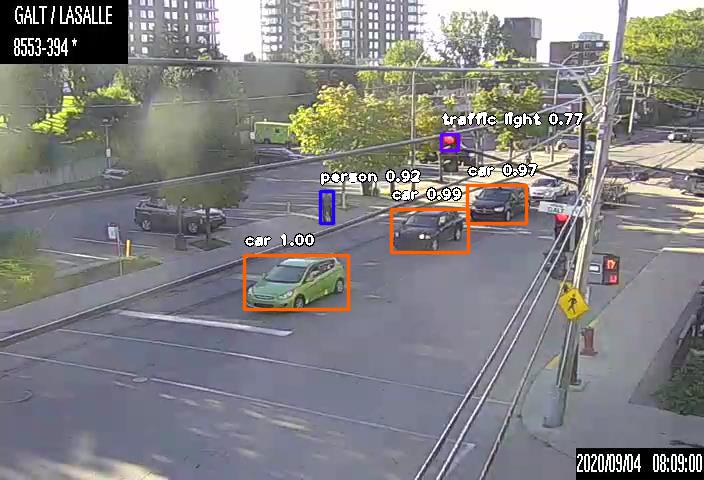 GALT / LASALLE
8553-394 *
traffic light 0.77
car 0.97
person 0.92
car 0.99
car 1.00
2020/09/04 08:09:00